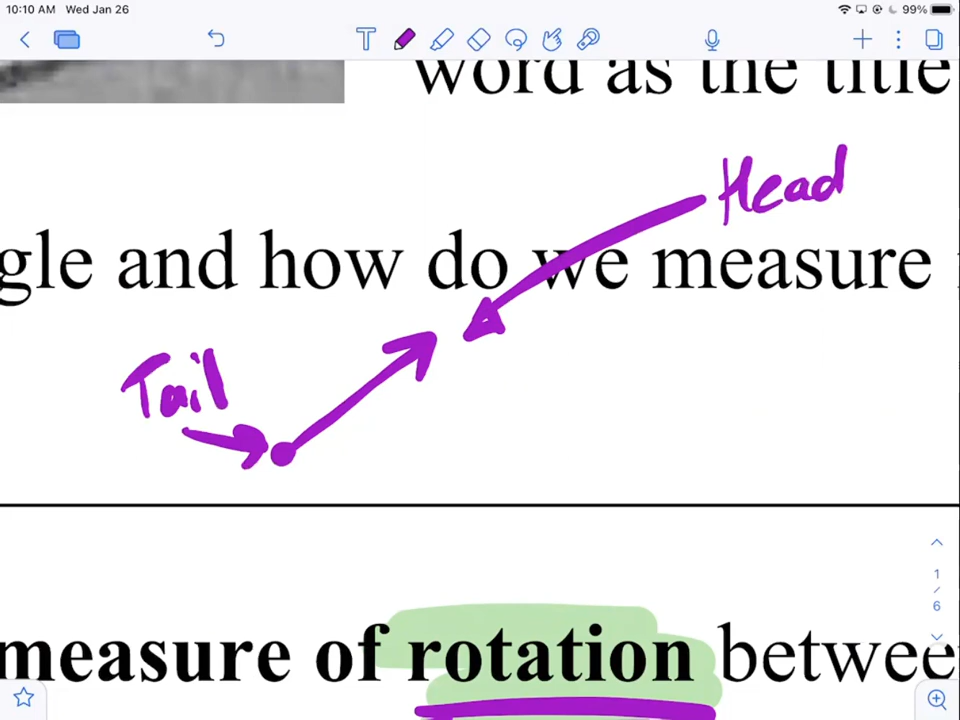 10:10 AM Wed Jan 26
99%
T
word as the title
Head
gle and how do we measure
Tail
1
/
6
measure of rotation betwee